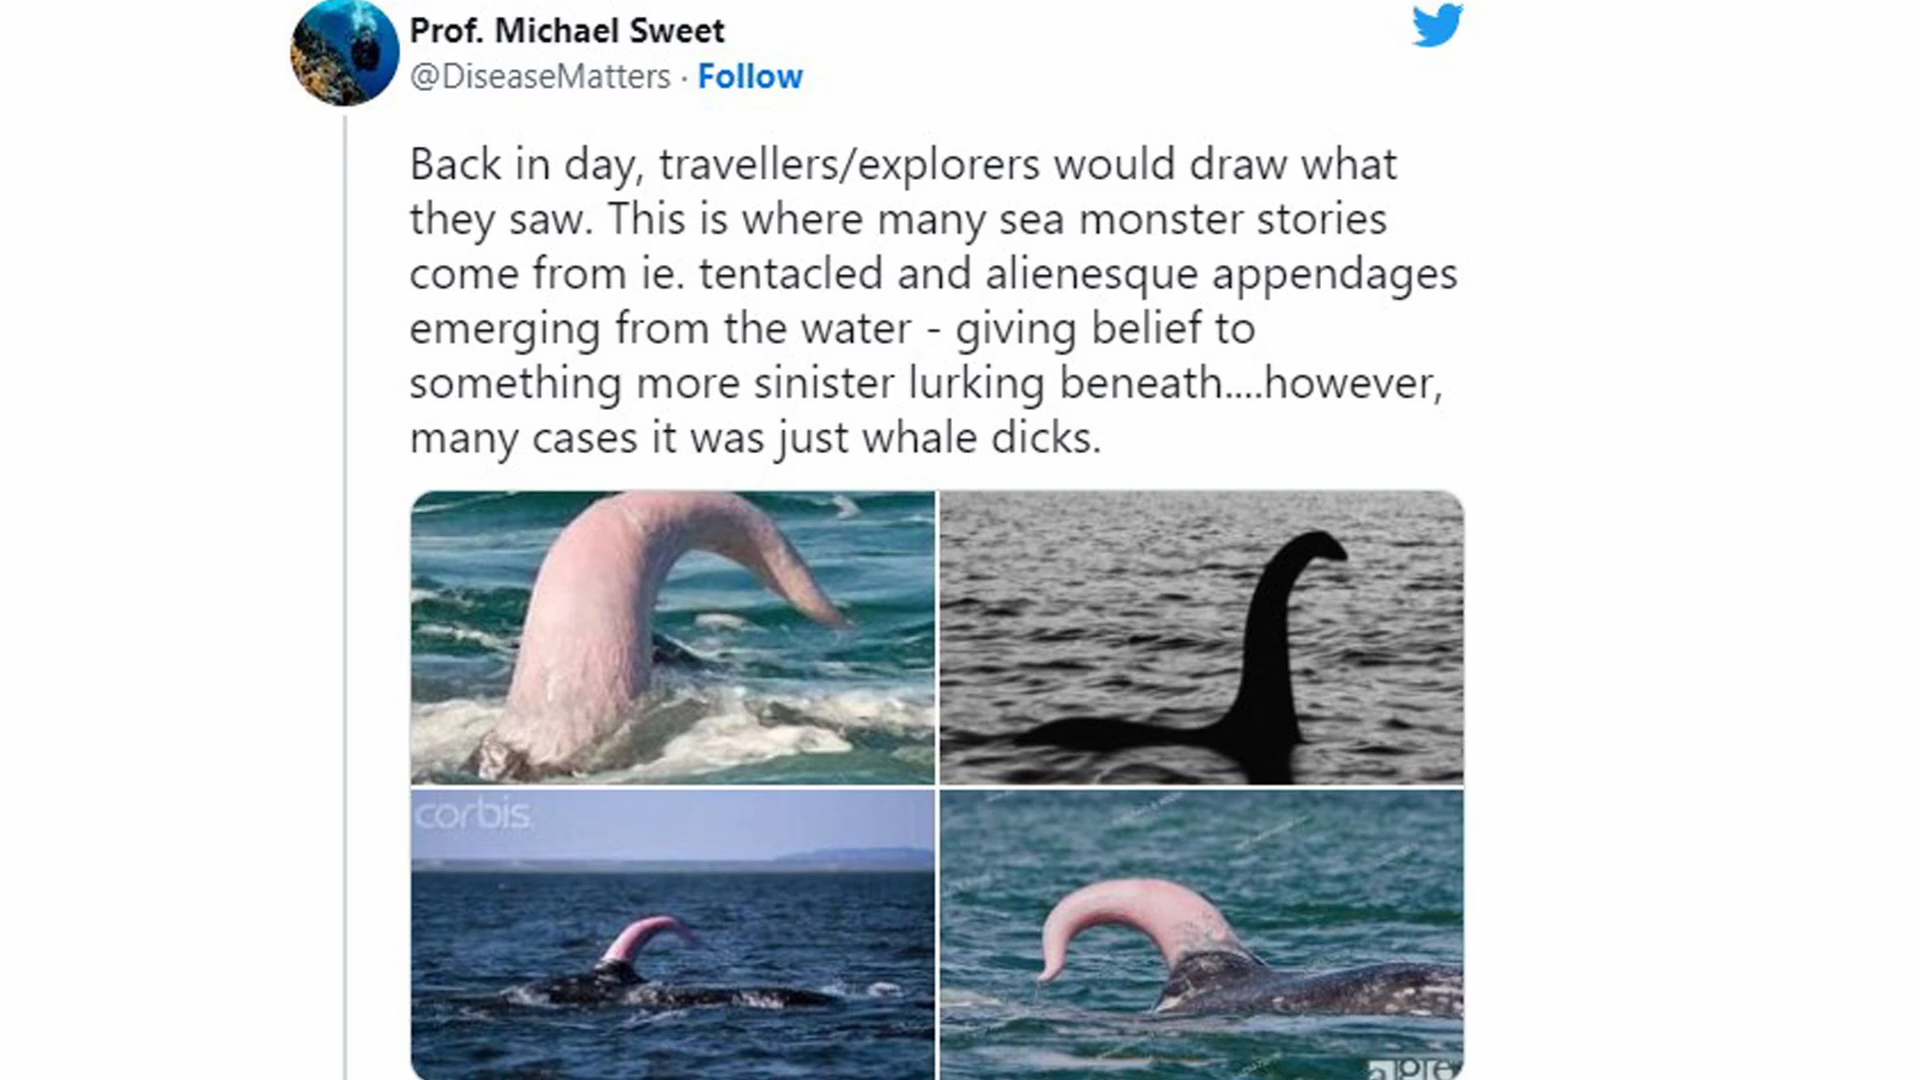 Prof. Michael Sweet
@DiseaseMatters · Follow
Back in day, travellers/explorers would draw what
they saw. This is where many sea monster stories
come from ie. tentacled and alienesque appendages
emerging from the water - giving belief to
something more sinister lurking beneath....however,
many cases it was just whale dicks.
corbis